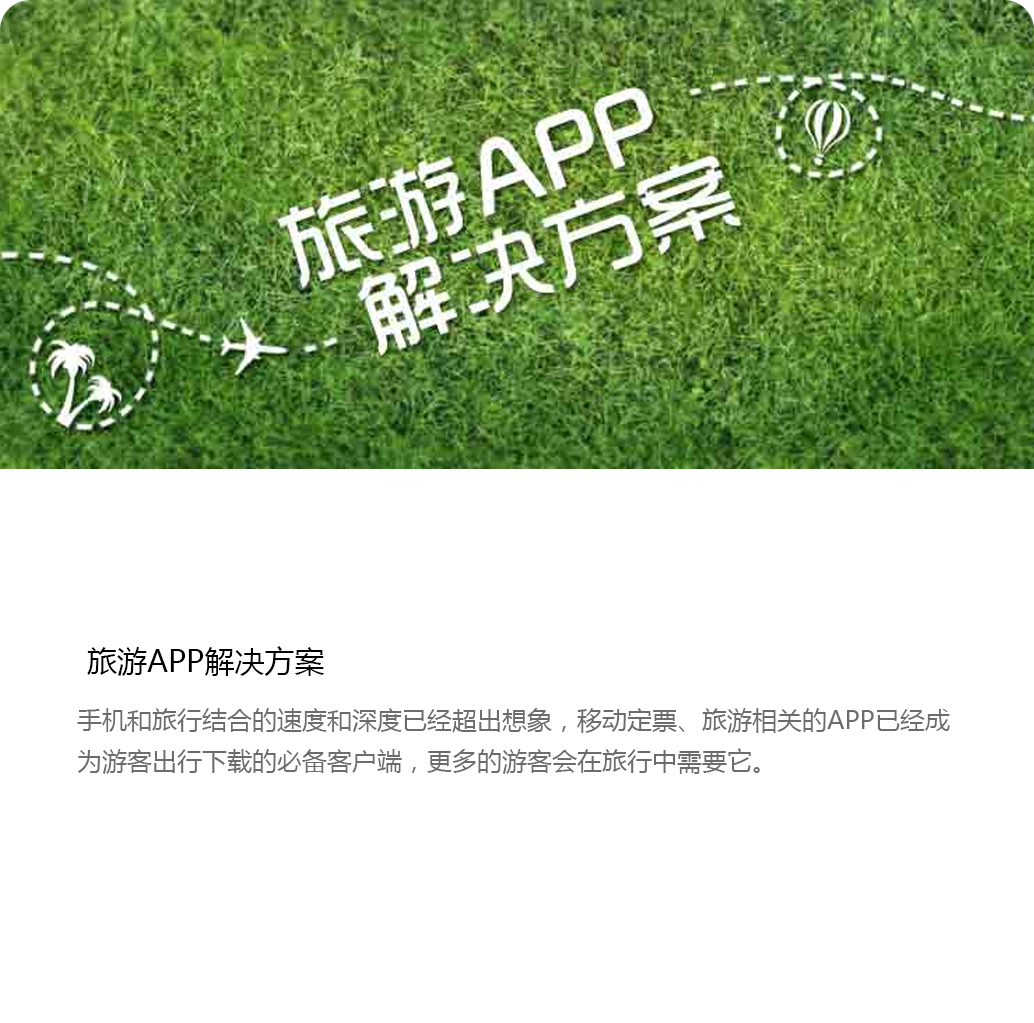 旅游APP
解决方案
旅游APP解决方案
手机和旅行结合的速度和深度已经超出想象，移动定票、旅游相关的APP已经成
为游客出行下载的必备客户端，更多的游客会在旅行中需要它。